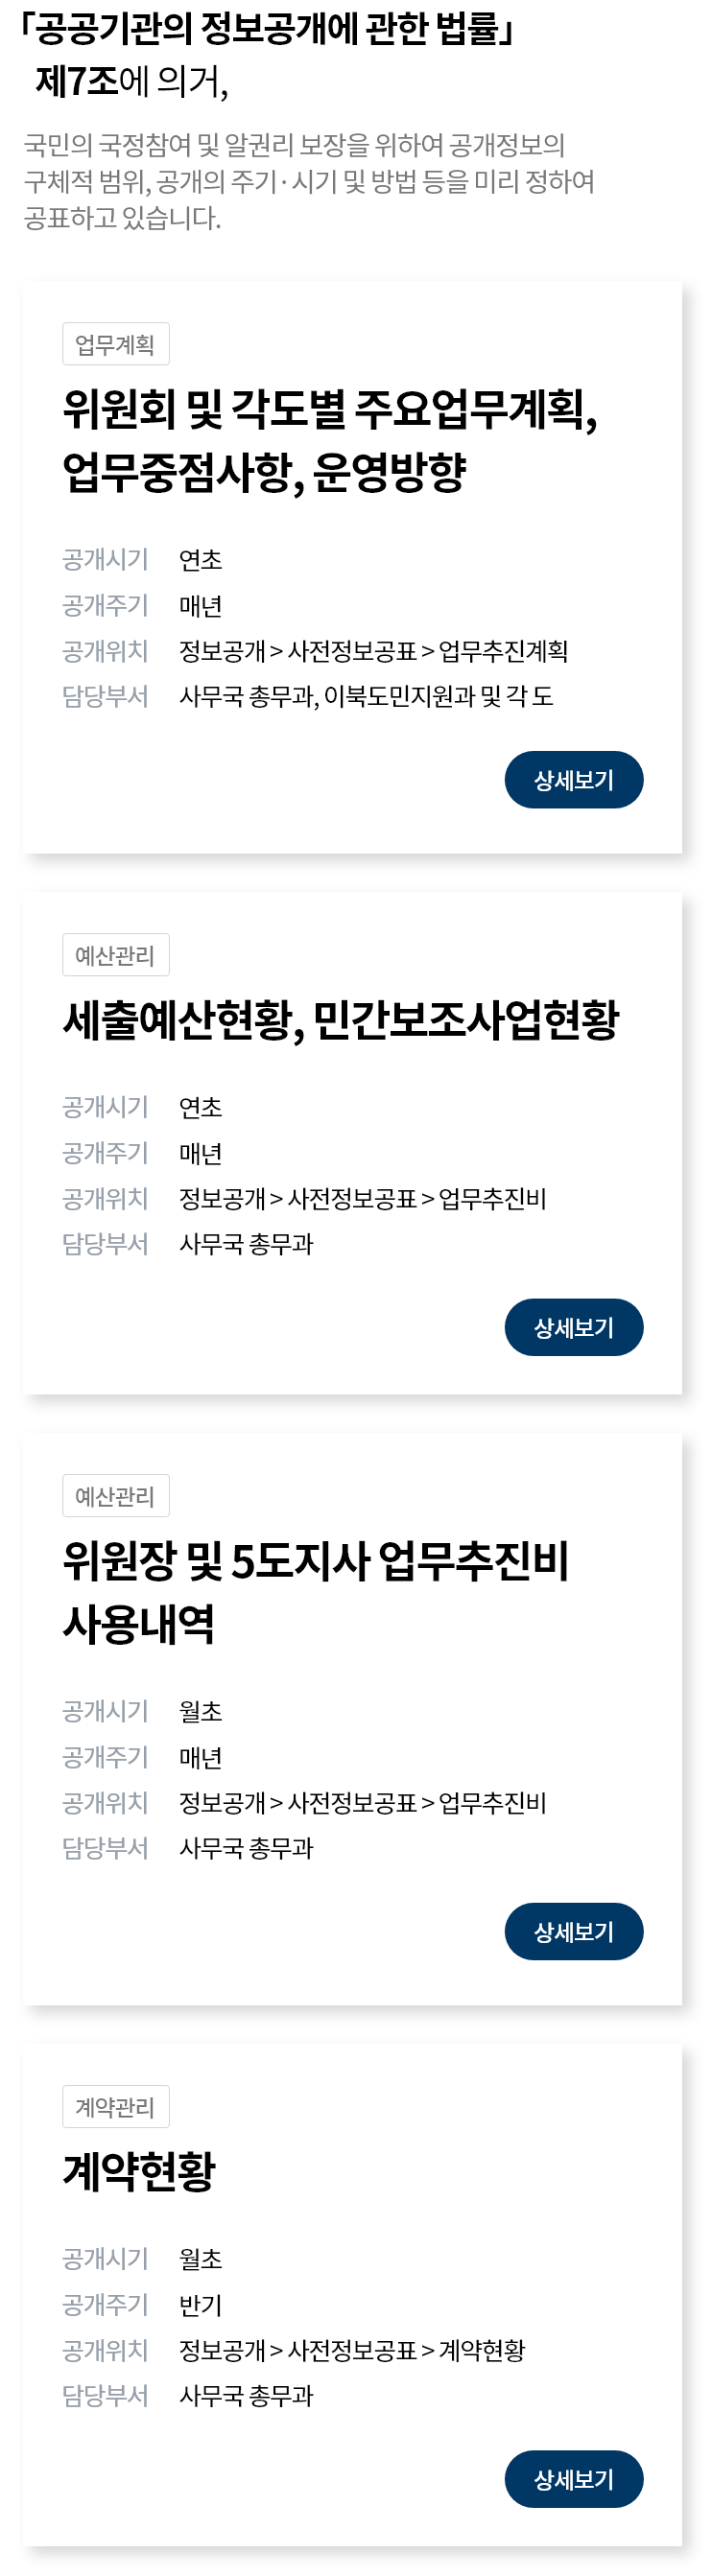 「공공기관의 정보공개에 관한 법률」
제7조에 의거,
국민의 국정참여 및 알권리 보장을 위하여 공개정보의
구체적 범위, 공개의 주기·시기 및 방법 등을 미리 정하여
공표하고 있습니다.
업무계획
위원회 및 각도별 주요업무계획,
업무중점사항, 운영방향
공개시기 연초
공개주기 매년
공개위치 정보공개 > 사전정보공표 > 업무추진계획
담당부서 사무국 총무과, 이북도민지원과 및 각 도
상세보기
예산관리
세출예산현황, 민간보조사업현황
공개시기 연초
공개주기 매년
공개위치 정보공개 > 사전정보공표 > 업무추진비
담당부서 사무국 총무과
상세보기
예산관리
위원장 및 5도지사 업무추진비
사용내역
공개시기 월초
공개주기 매년
공개위치 정보공개 > 사전정보공표 > 업무추진비
담당부서 사무국 총무과
상세보기
계약관리
계약현황
공개시기 월초
공개주기 반기
공개위치 정보공개 > 사전정보공표 > 계약현황
담당부서 사무국 총무과
상세보기